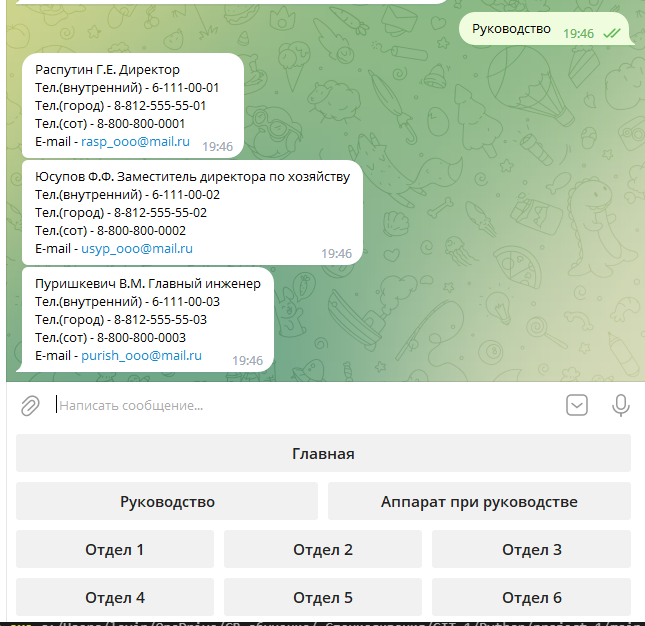 Руководство 19:46
Распутин Г.Е. Директор
Тел.(внутренний) - 6-111-00-01
Тел.(город) - 8-812-555-55-01
Тел.(сот) - 8-800-800-0001
E-mail - rasp_ooo@mail.ru 19:46
Юсупов Ф.Ф. Заместитель директора по хозяйству
Тел.(внутренний) - 6-111-00-02
Тел.(город) - 8-812-555-55-02
Тел.(сот) - 8-800-800-0002
E-mail - usyp_ooo@mail.ru 19:46
Пуришкевич В.М. Главный инженер
Тел.(внутренний) - 6-111-00-03
Тел.(город) - 8-812-555-55-03
Тел.(сот) - 8-800-800-0003
E-mail - purish_ooo@mail.ru 19:46
Написать сообщение...
Главная
Руководство Аппарат при руководстве
Отдел 1 Отдел 2 Отдел 3
Отдел 4 Отдел 5 Отдел 6